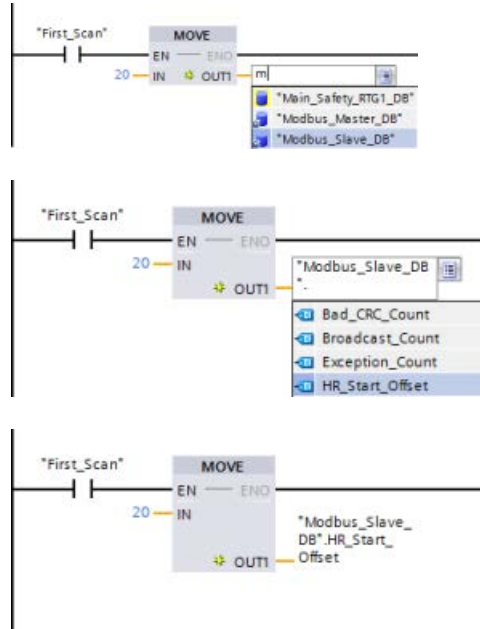 "First_Scan"
MOVE
EN ENO
20 IN OUT1 m
"Main_Safety_RTG1_DB"
"Modbus_Master_DB"
"Modbus_Slave_DB"
"First_Scan"
MOVE
EN ENO
20 IN
OUT1
"Modbus_Slave_DB
".
Bad_CRC_Count
Broadcast_Count
Exception_Count
HR_Start_Offset
"First_Scan"
MOVE
EN ENO
20 IN
OUT1
"Modbus_Slave_
DB".HR_Start_
Offset